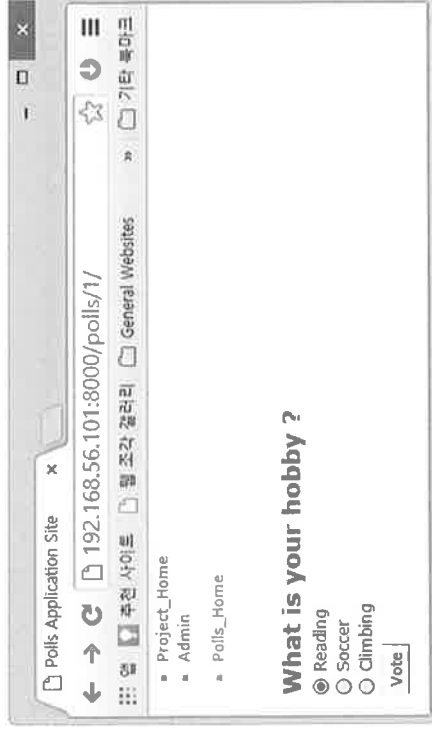 Polls Application Site
192.168.56.101:8000/polls/1/
앱 추천 사이트 웹 조각 갤러리 General Websites » 기타 북마크
Project_Home
Admin
Polls_Home
What is your hobby ?
Reading
Soccer
Climbing
Vote